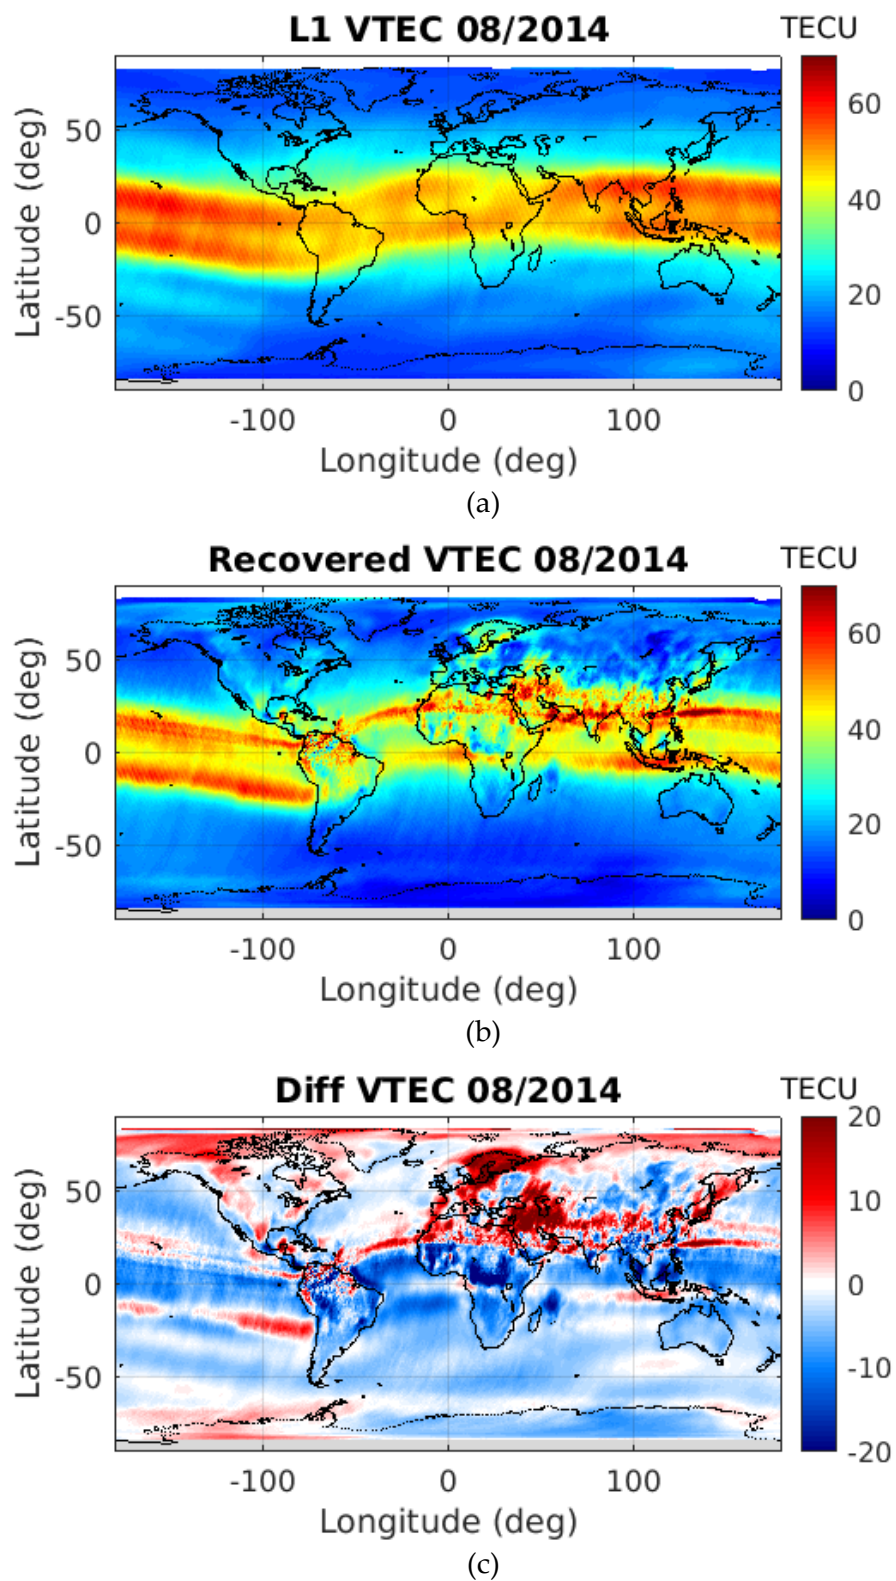 L1 VTEC 08/2014 TECU
Latitude (deg)
50
0
-50
60
40
20
0
-100 0 100
Longitude (deg)
(a)
Recovered VTEC 08/2014 TECU
Latitude (deg)
50
0
-50
60
40
20
0
-100 0 100
Longitude (deg)
(b)
Diff VTEC 08/2014 TECU
Latitude (deg)
50
0
-50
20
10
0
-10
-20
-100 0 100
Longitude (deg)
(c)